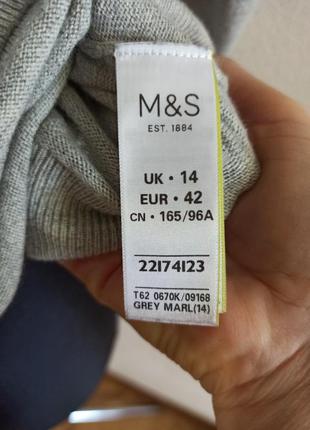 M&S
EST. 1884
UK • 14
EUR • 42
CN • 165/96A
22174123
T62 0670K/09168
GREY MARL(14)